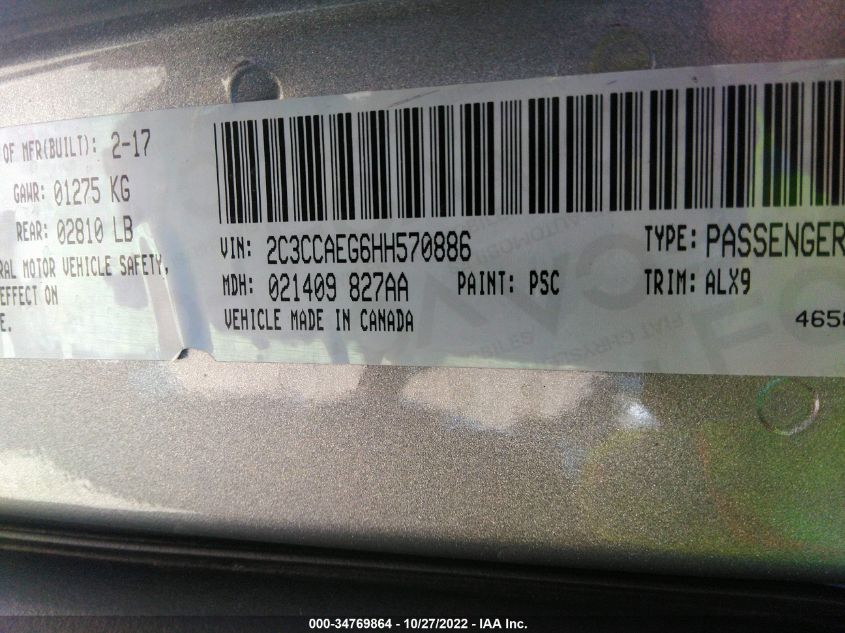 OF MFR(BUILT): 2-17
GAWR: 01275 KG
REAR: 02810 LB
MOTOR VEHICLE SAFETY,
EFFECT ON
VIN: 2C3CCAEG6HH570886
TYPE: PASSENGER
MDH: 021409 827AA
PAINT: PSC
TRIM: ALX9
VEHICLE MADE IN CANADA
000-34769864 - 10/27/2022 - IAA Inc.